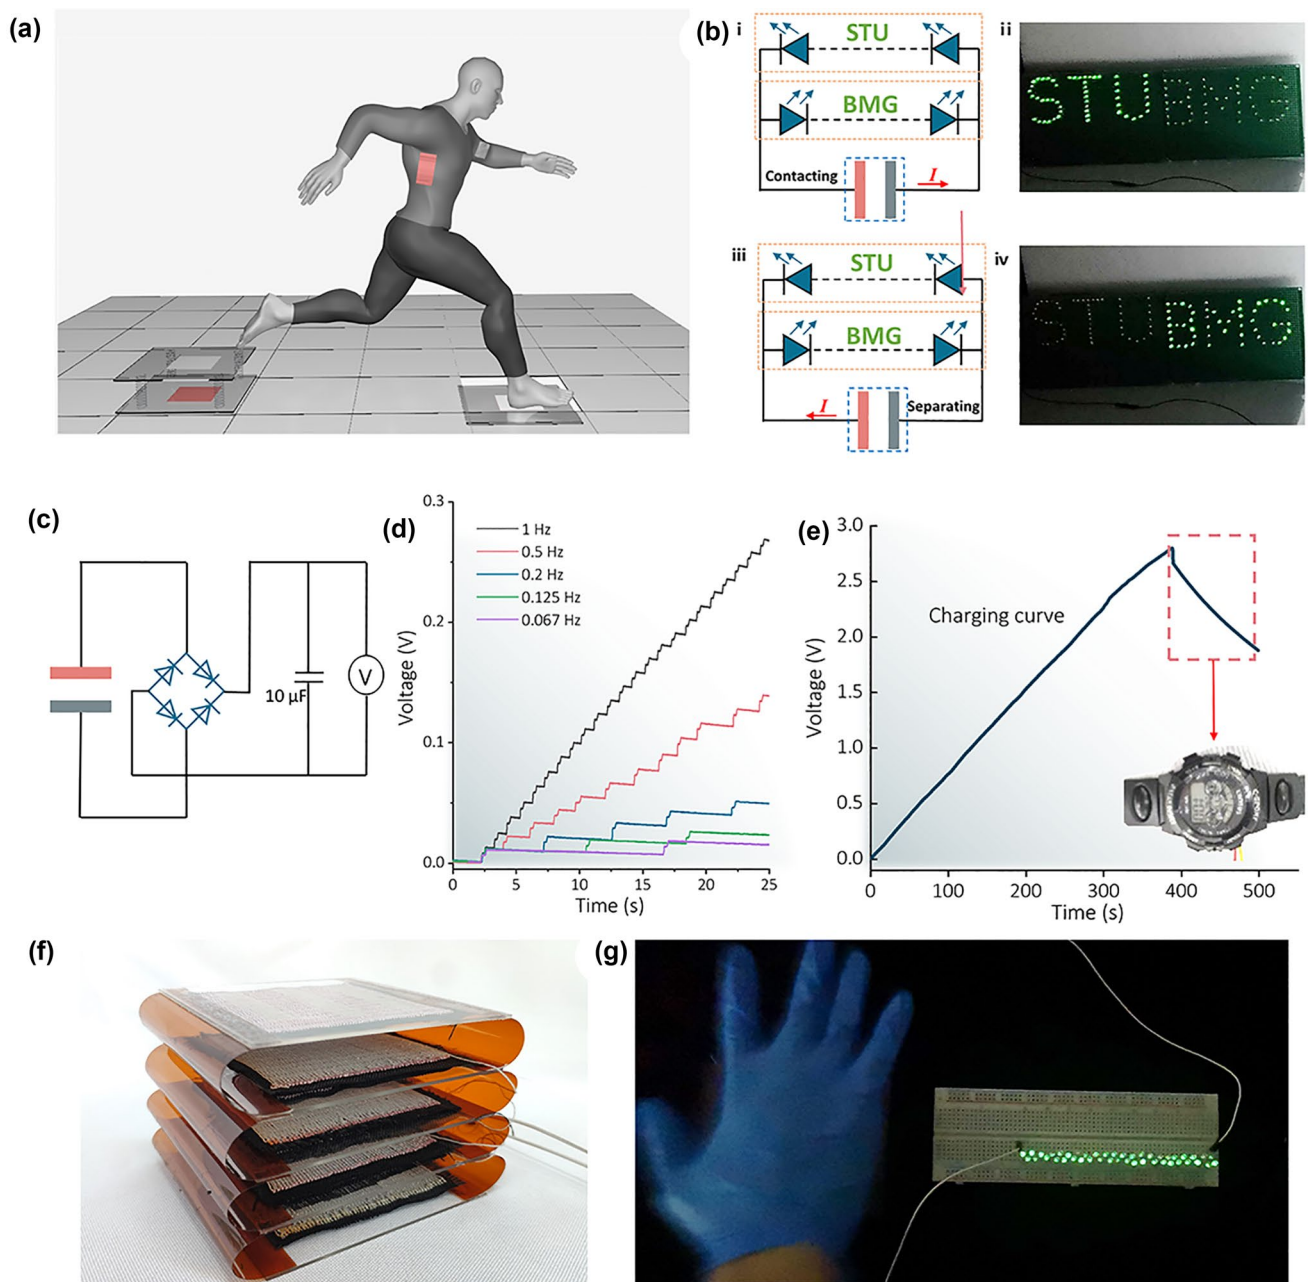 (a)
(b)
i
STU
BMG
Contacting
I
ii
STUBMG
iii
STU
BMG
I
Separating
iv
STUBMG
(c)
10 µF
V
(d)
Voltage (V)
0.3
0.2
0.1
0.0
1 Hz
0.5 Hz
0.2 Hz
0.125 Hz
0.067 Hz
0 5 10 15 20 25
Time (s)
(e)
Voltage (V)
3.0
2.5
2.0
1.5
1.0
0.5
0.0
Charging curve
0 100 200 300 400 500
Time (s)
(f)
(g)